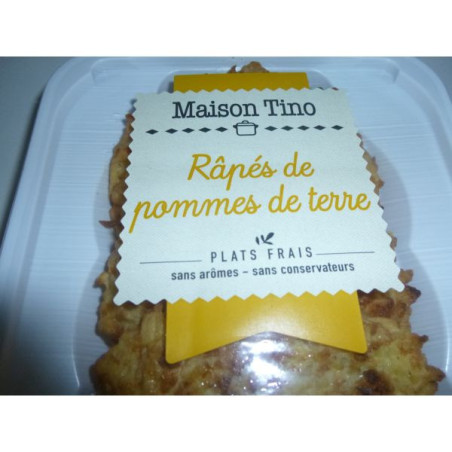 Maison Tino
Râpés de
pommes de terre
PLATS FRAIS
sans arômes – sans conservateurs